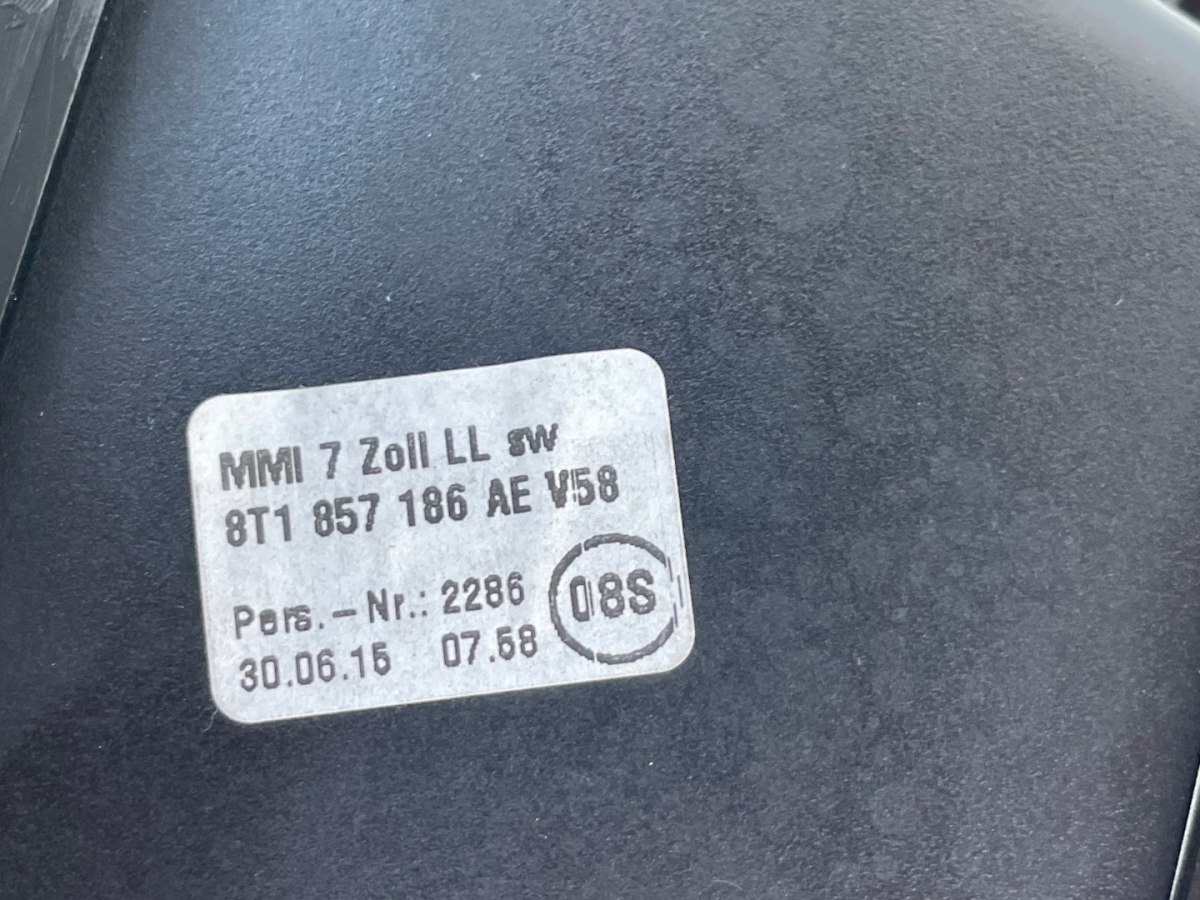 MMI 7 Zoll LL sw
8T1 857 186 AE V58
Pers.-Nr.: 2286
08S
30.06.15 07.58